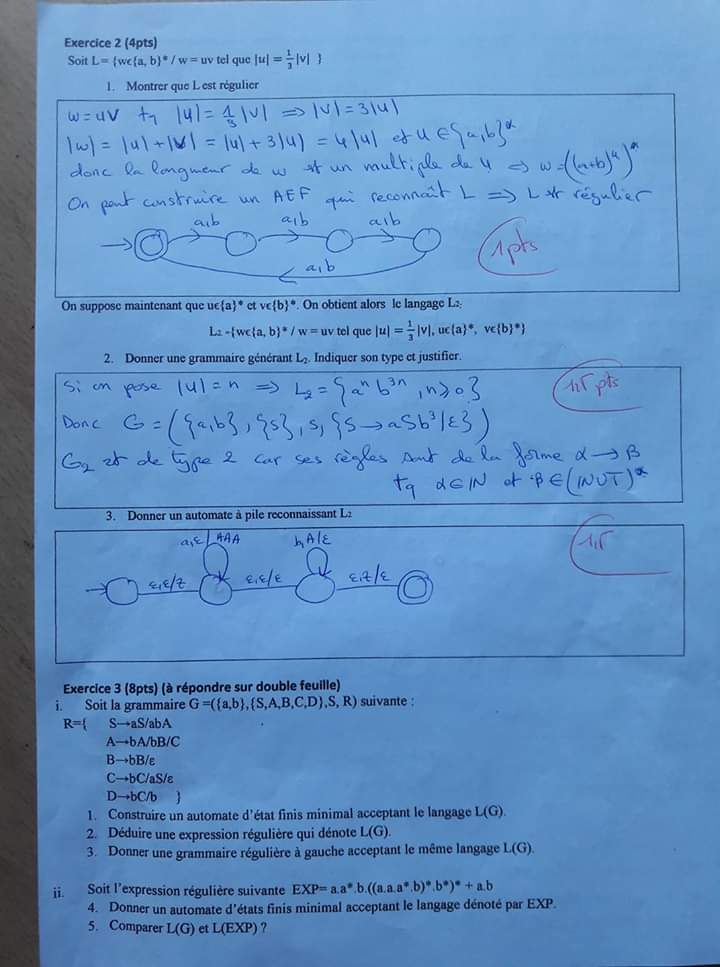 Exercice 2 (4pts)
Soit L= {wϵ{a, b}* / w = uv tel que |u| = 1/3 |v| }
1. Montrer que L est régulier
w = uv tq |u| = 1/3 |v| ⟹ |v| = 3|u|
|w| = |u| + |v| = |u| + 3|u| = 4|u| et u ∈ {a,b}*
donc la longueur de w est un multiple de 4 ⟹ w = ((a+b)⁴)*
On peut construire un AEF qui reconnaît L ⟹ L est régulier
a,b a,b a,b
a,b
1pts
On suppose maintenant que uϵ{a}* et vϵ{b}*. On obtient alors le langage L₂:
L₂ ={wϵ{a, b}* / w = uv tel que |u| = 1/3 |v|, uϵ{a}*, vϵ{b}*}
2. Donner une grammaire générant L₂. Indiquer son type et justifier.
Si on pose |u| = n ⟹ L₂ = {aⁿ b³ⁿ, n ⩾ 0}
1,5 pts
Donc G = ({a,b}, {S}, S, {S → aSb³/ε})
G₂ est de type 2 car ses règles sont de la forme α → β
tq α ∈ N et β ∈ (NUT)*
3. Donner un automate à pile reconnaissant L₂
a,ε/AAA b,A/ε
ε,ε/Z ε,ε/ε ε,Z/ε
1,5
Exercice 3 (8pts) (à répondre sur double feuille)
i. Soit la grammaire G =({a,b},{S,A,B,C,D},S, R) suivante :
R={ S→aS/abA
A→bA/bB/C
B→bB/ε
C→bC/aS/ε
D→bC/b }
1. Construire un automate d'état finis minimal acceptant le langage L(G).
2. Déduire une expression régulière qui dénote L(G).
3. Donner une grammaire régulière à gauche acceptant le même langage L(G).
ii. Soit l'expression régulière suivante EXP= a.a*.b.((a.a.a*.b)*.b*)* + a.b
4. Donner un automate d'états finis minimal acceptant le langage dénoté par EXP.
5. Comparer L(G) et L(EXP) ?